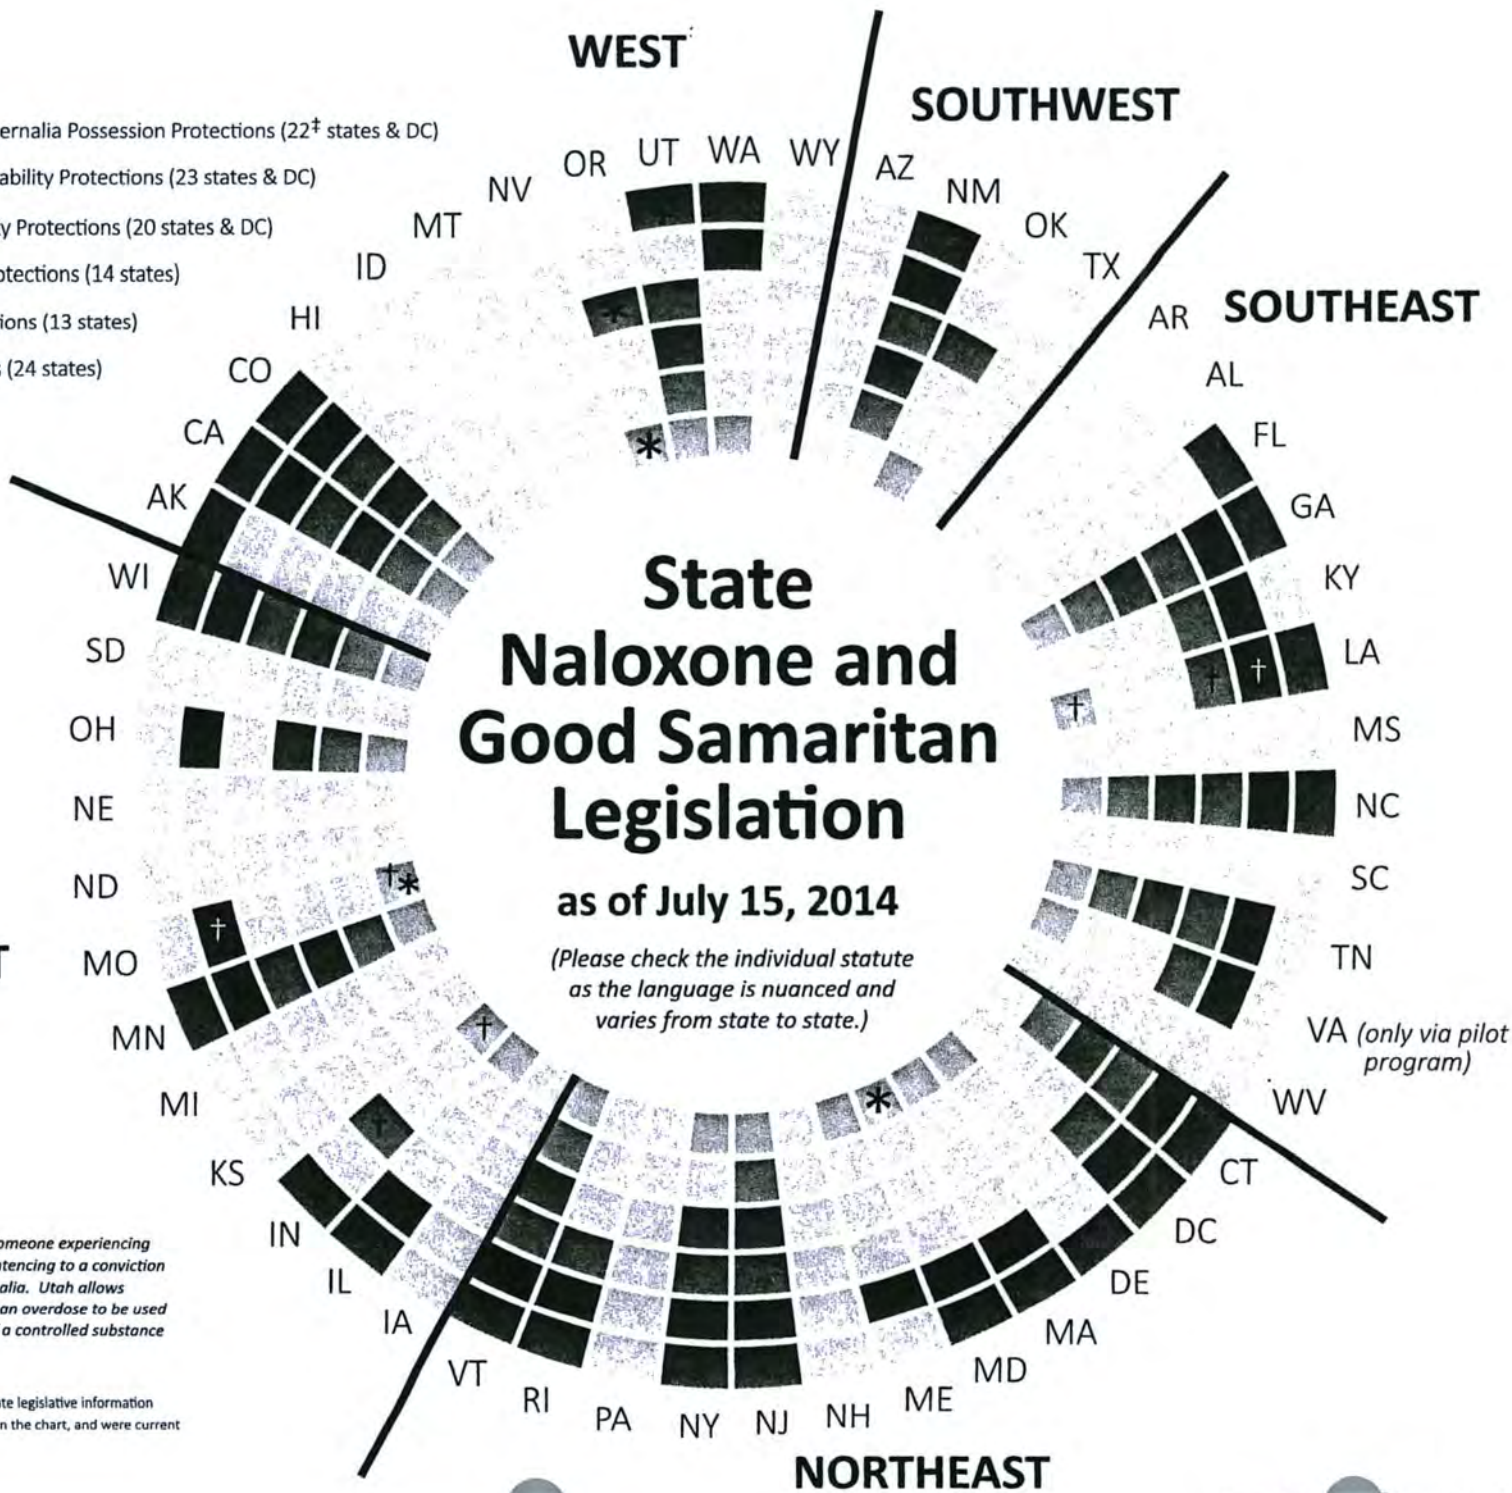 WEST
SOUTHWEST
SOUTHEAST
NORTHEAST
ernalia Possession Protections (22‡ states & DC)
ability Protections (23 states & DC)
y Protections (20 states & DC)
otections (14 states)
ions (13 states)
s (24 states)
WY
WA
UT
OR
NV
MT
ID
HI
CO
CA
AK
WI
SD
OH
NE
ND
MO
MN
MI
KS
IN
IL
IA
VT
RI
PA
NY
NJ
NH
ME
MD
MA
DE
DC
CT
WV
VA (only via pilot
program)
TN
SC
NC
MS
LA
KY
GA
FL
AL
AR
TX
OK
NM
AZ
*
*
†
†
†
†*
†
†
†
*
State
Naloxone and
Good Samaritan
Legislation
as of July 15, 2014
(Please check the individual statute
as the language is nuanced and
varies from state to state.)
T
omeone experiencing
tencing to a conviction
alia. Utah allows
an overdose to be used
a controlled substance
te legislative information
n the chart, and were current